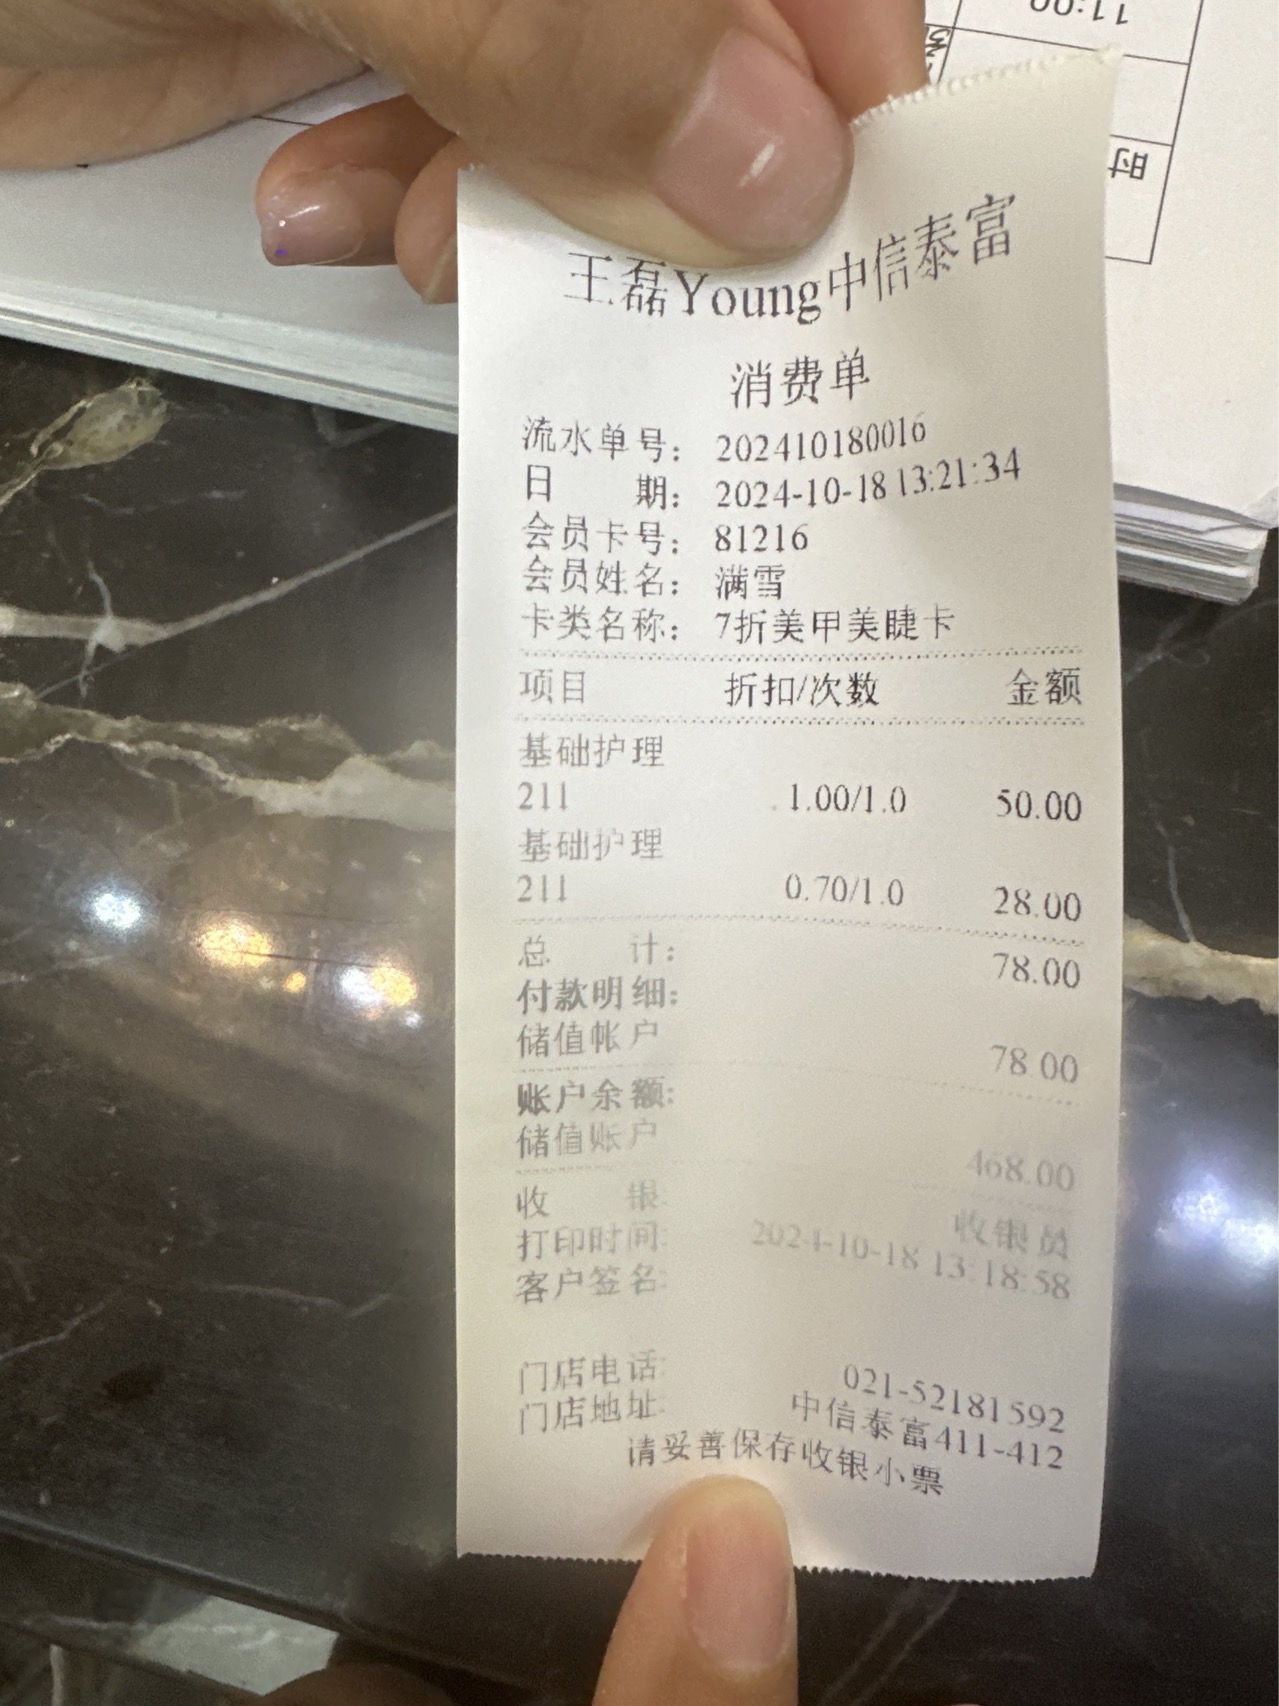 11:00
时
王磊Young中信泰富
消费单
流水单号： 202410180016
日 期： 2024-10-18 13:21:34
会员卡号： 81216
会员姓名： 满雪
卡类名称： 7折美甲美睫卡
项目 折扣/次数 金额
基础护理
211 1.00/1.0 50.00
基础护理
211 0.70/1.0 28.00
总 计： 78.00
付款明细：
储值帐户 78.00
账户余额：
储值账户 468.00
收 银: 收银员
打印时间: 2024-10-18 13:18:58
客户签名:
门店电话: 021-52181592
门店地址: 中信泰富411-412
请妥善保存收银小票